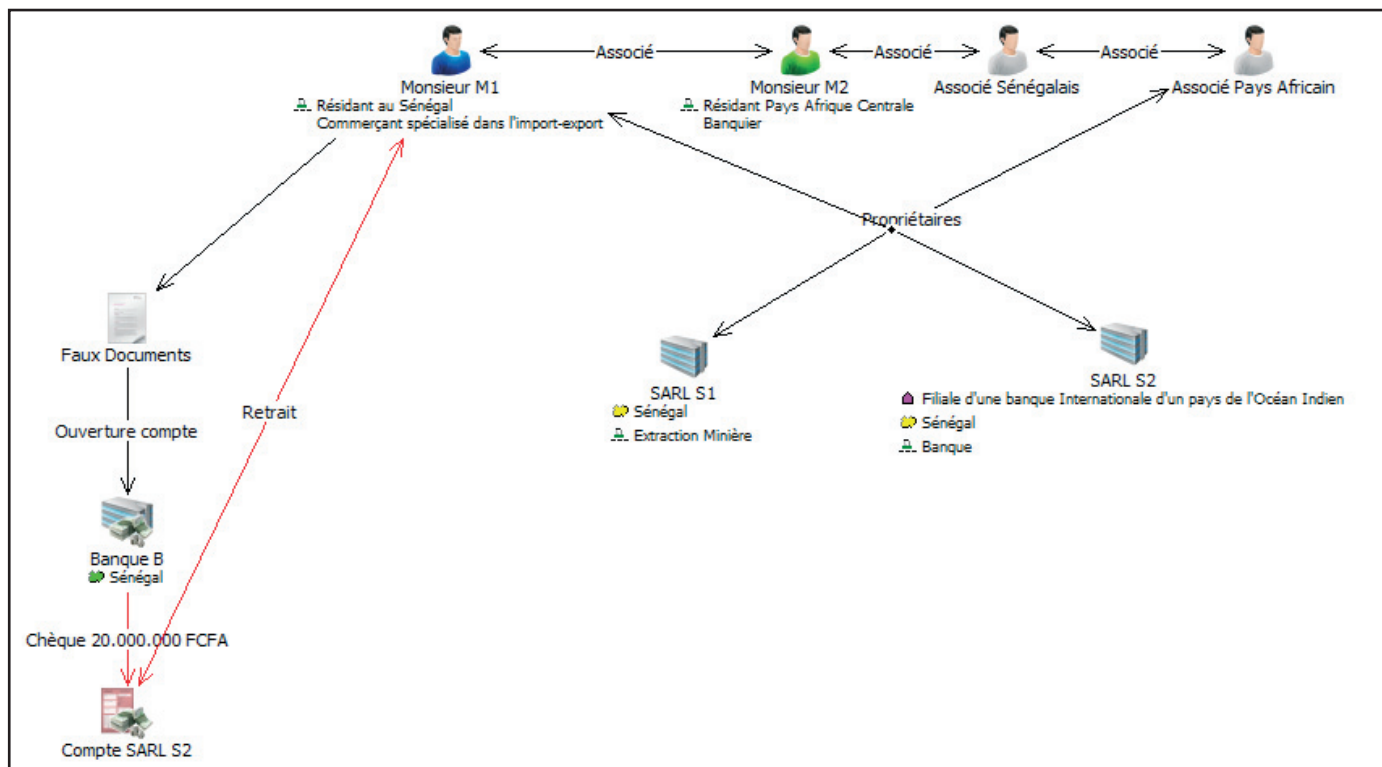 Associé
Associé
Associé
Monsieur M1
Monsieur M2
Associé Sénégalais
Associé Pays Africain
Résidant au Sénégal
Commerçant spécialisé dans l'import-export
Résidant Pays Afrique Centrale
Banquier
Propriétaires
Faux Documents
Retrait
Ouverture compte
SARL S1
Sénégal
Extraction Minière
SARL S2
Filiale d'une banque Internationale d'un pays de l'Océan Indien
Sénégal
Banque
Banque B
Sénégal
Chèque 20.000.000 FCFA
Compte SARL S2